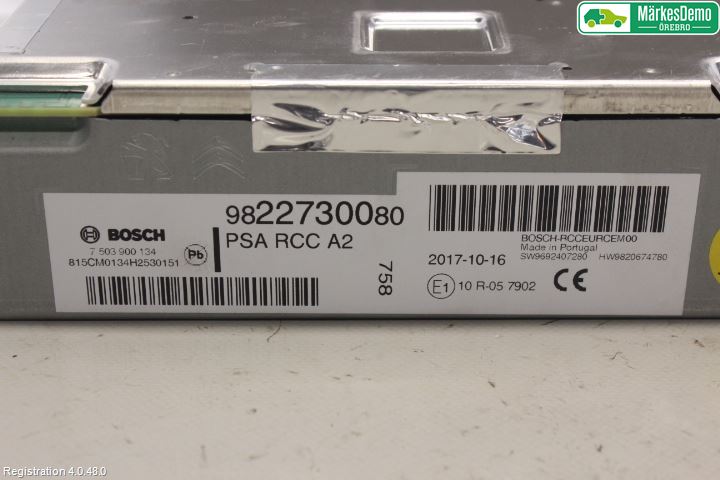 MärkesDemo
ÖREBRO
BOSCH
7 503 900 134
815CM0134H2530151
Pb
9822730080
PSA RCC A2
758
BOSCH-RCCEURCEM00
Made in Portugal
2017-10-16
SW9692407280 HW9820674780
E1 10 R-05 7902 CE
Registration 4.0.48.0